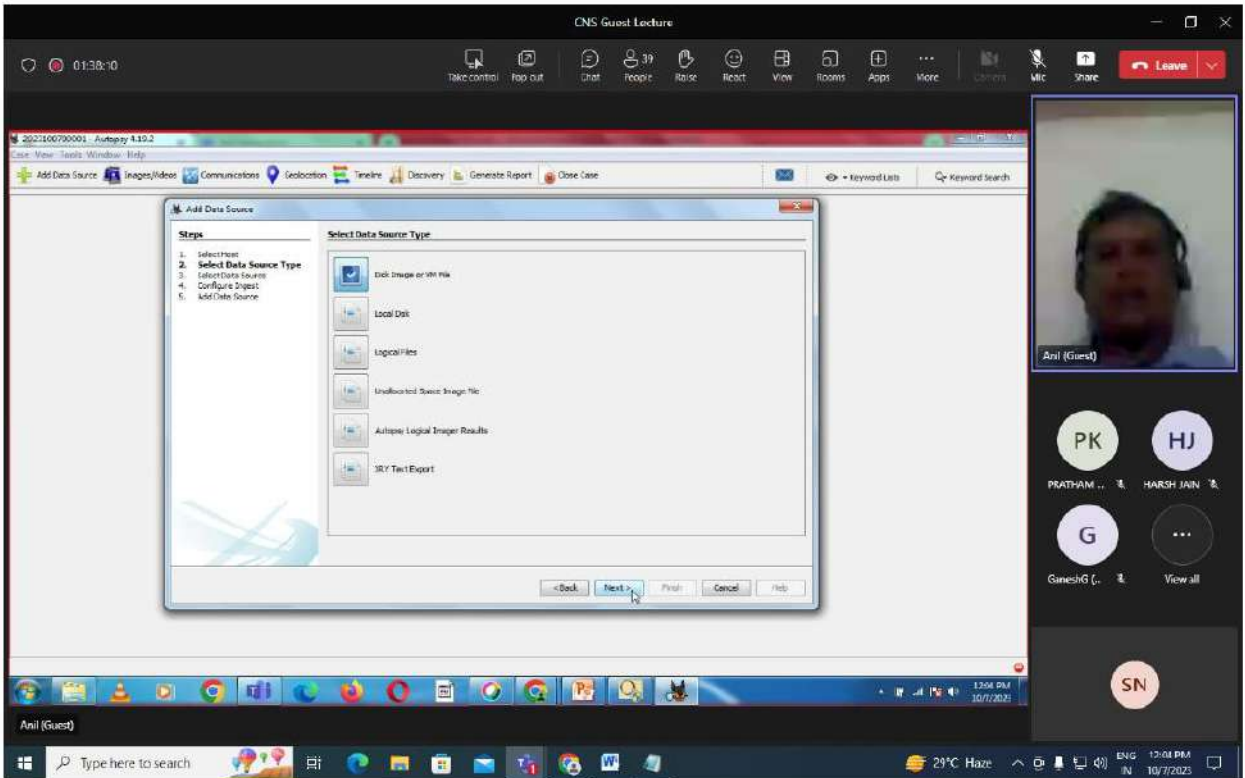 CNS Guest Lecture
01:38:10
Take control Pop out Chat 39 People Raise React View Rooms Apps More Camera Mic Share Leave
Autopsy 4.19.2
Case View Tools Window Help
Add Data Source Images/Videos Communications Geolocation Timeline Discovery Generate Report Close Case Keyword Lists Keyword Search
Add Data Source
Steps
1. Select Host
2. Select Data Source Type
3. Select Data Source
4. Configure Ingest
5. Add Data Source
Select Data Source Type
Disk Image or VM File
Local Disk
Logical Files
Unallocated Space Image File
Autopsy Logical Imager Results
XRY Text Export
<Back Next > Finish Cancel Help
Anil (Guest)
PK HJ
PRATHAM .. HARSH JAIN
G ...
GaneshG (.. View all
SN
12:04 PM
10/7/2023
Anil (Guest)
Type here to search
29°C Haze
ENG
IN
12:04 PM
10/7/2023